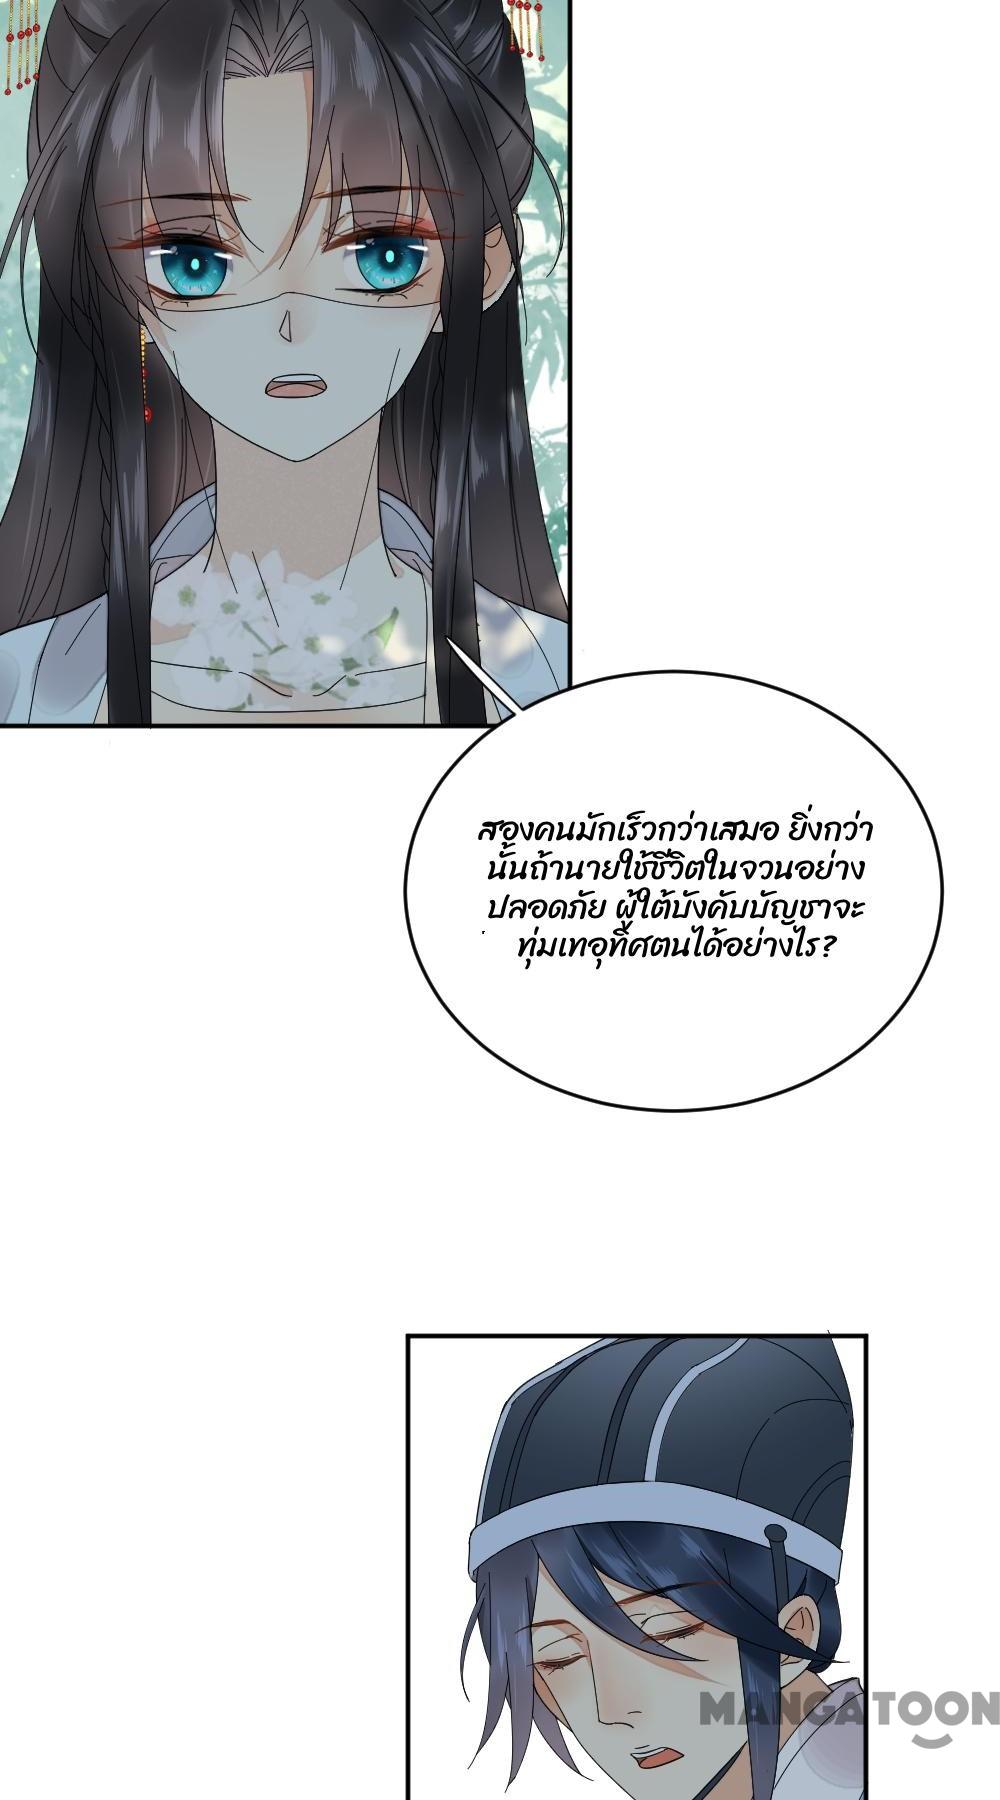 สองคนมักเร็วกว่าเสมอ ยิ่งกว่า
นั้นถ้านายใช้ชีวิตในจวนอย่าง
ปลอดภัย ผู้ใต้บังคับบัญชาจะ
ทุ่มเทอุทิศตนได้อย่างไร?
MANGATOON